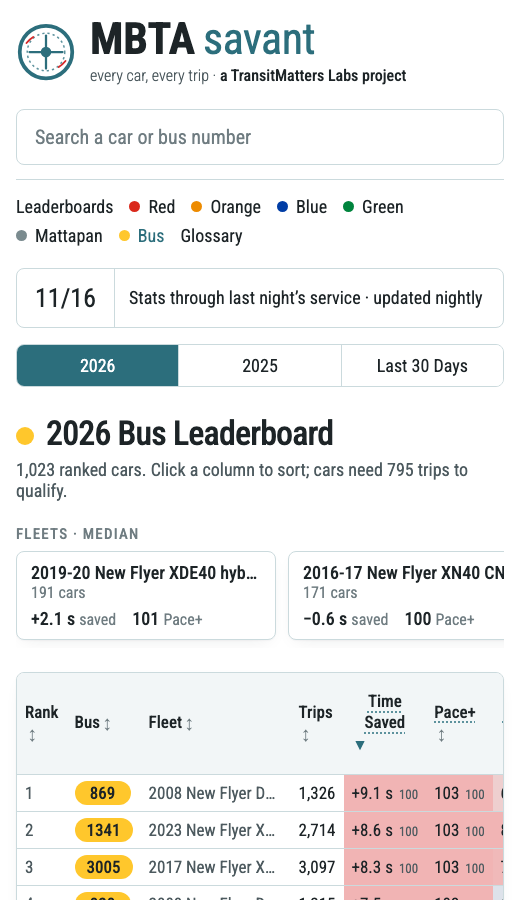 MBTA savant
every car, every trip · a TransitMatters Labs project
Search a car or bus number
Leaderboards Red Orange Blue Green
Mattapan Bus Glossary
11/16 Stats through last night’s service · updated nightly
2026 2025 Last 30 Days
2026 Bus Leaderboard
1,023 ranked cars. Click a column to sort; cars need 795 trips to
qualify.
FLEETS · MEDIAN
2019-20 New Flyer XDE40 hyb… 2016-17 New Flyer XN40 CN
191 cars 171 cars
+2.1 s saved 101 Pace+ −0.6 s saved 100 Pace+
Rank ↕ Bus ↕ Fleet ↕ Trips ↕ Time Saved ▼ Pace+ ↕
1 869 2008 New Flyer D… 1,326 +9.1 s 100 103 100
2 1341 2023 New Flyer X… 2,714 +8.6 s 100 103 100
3 3005 2017 New Flyer X… 3,097 +8.3 s 100 103 100